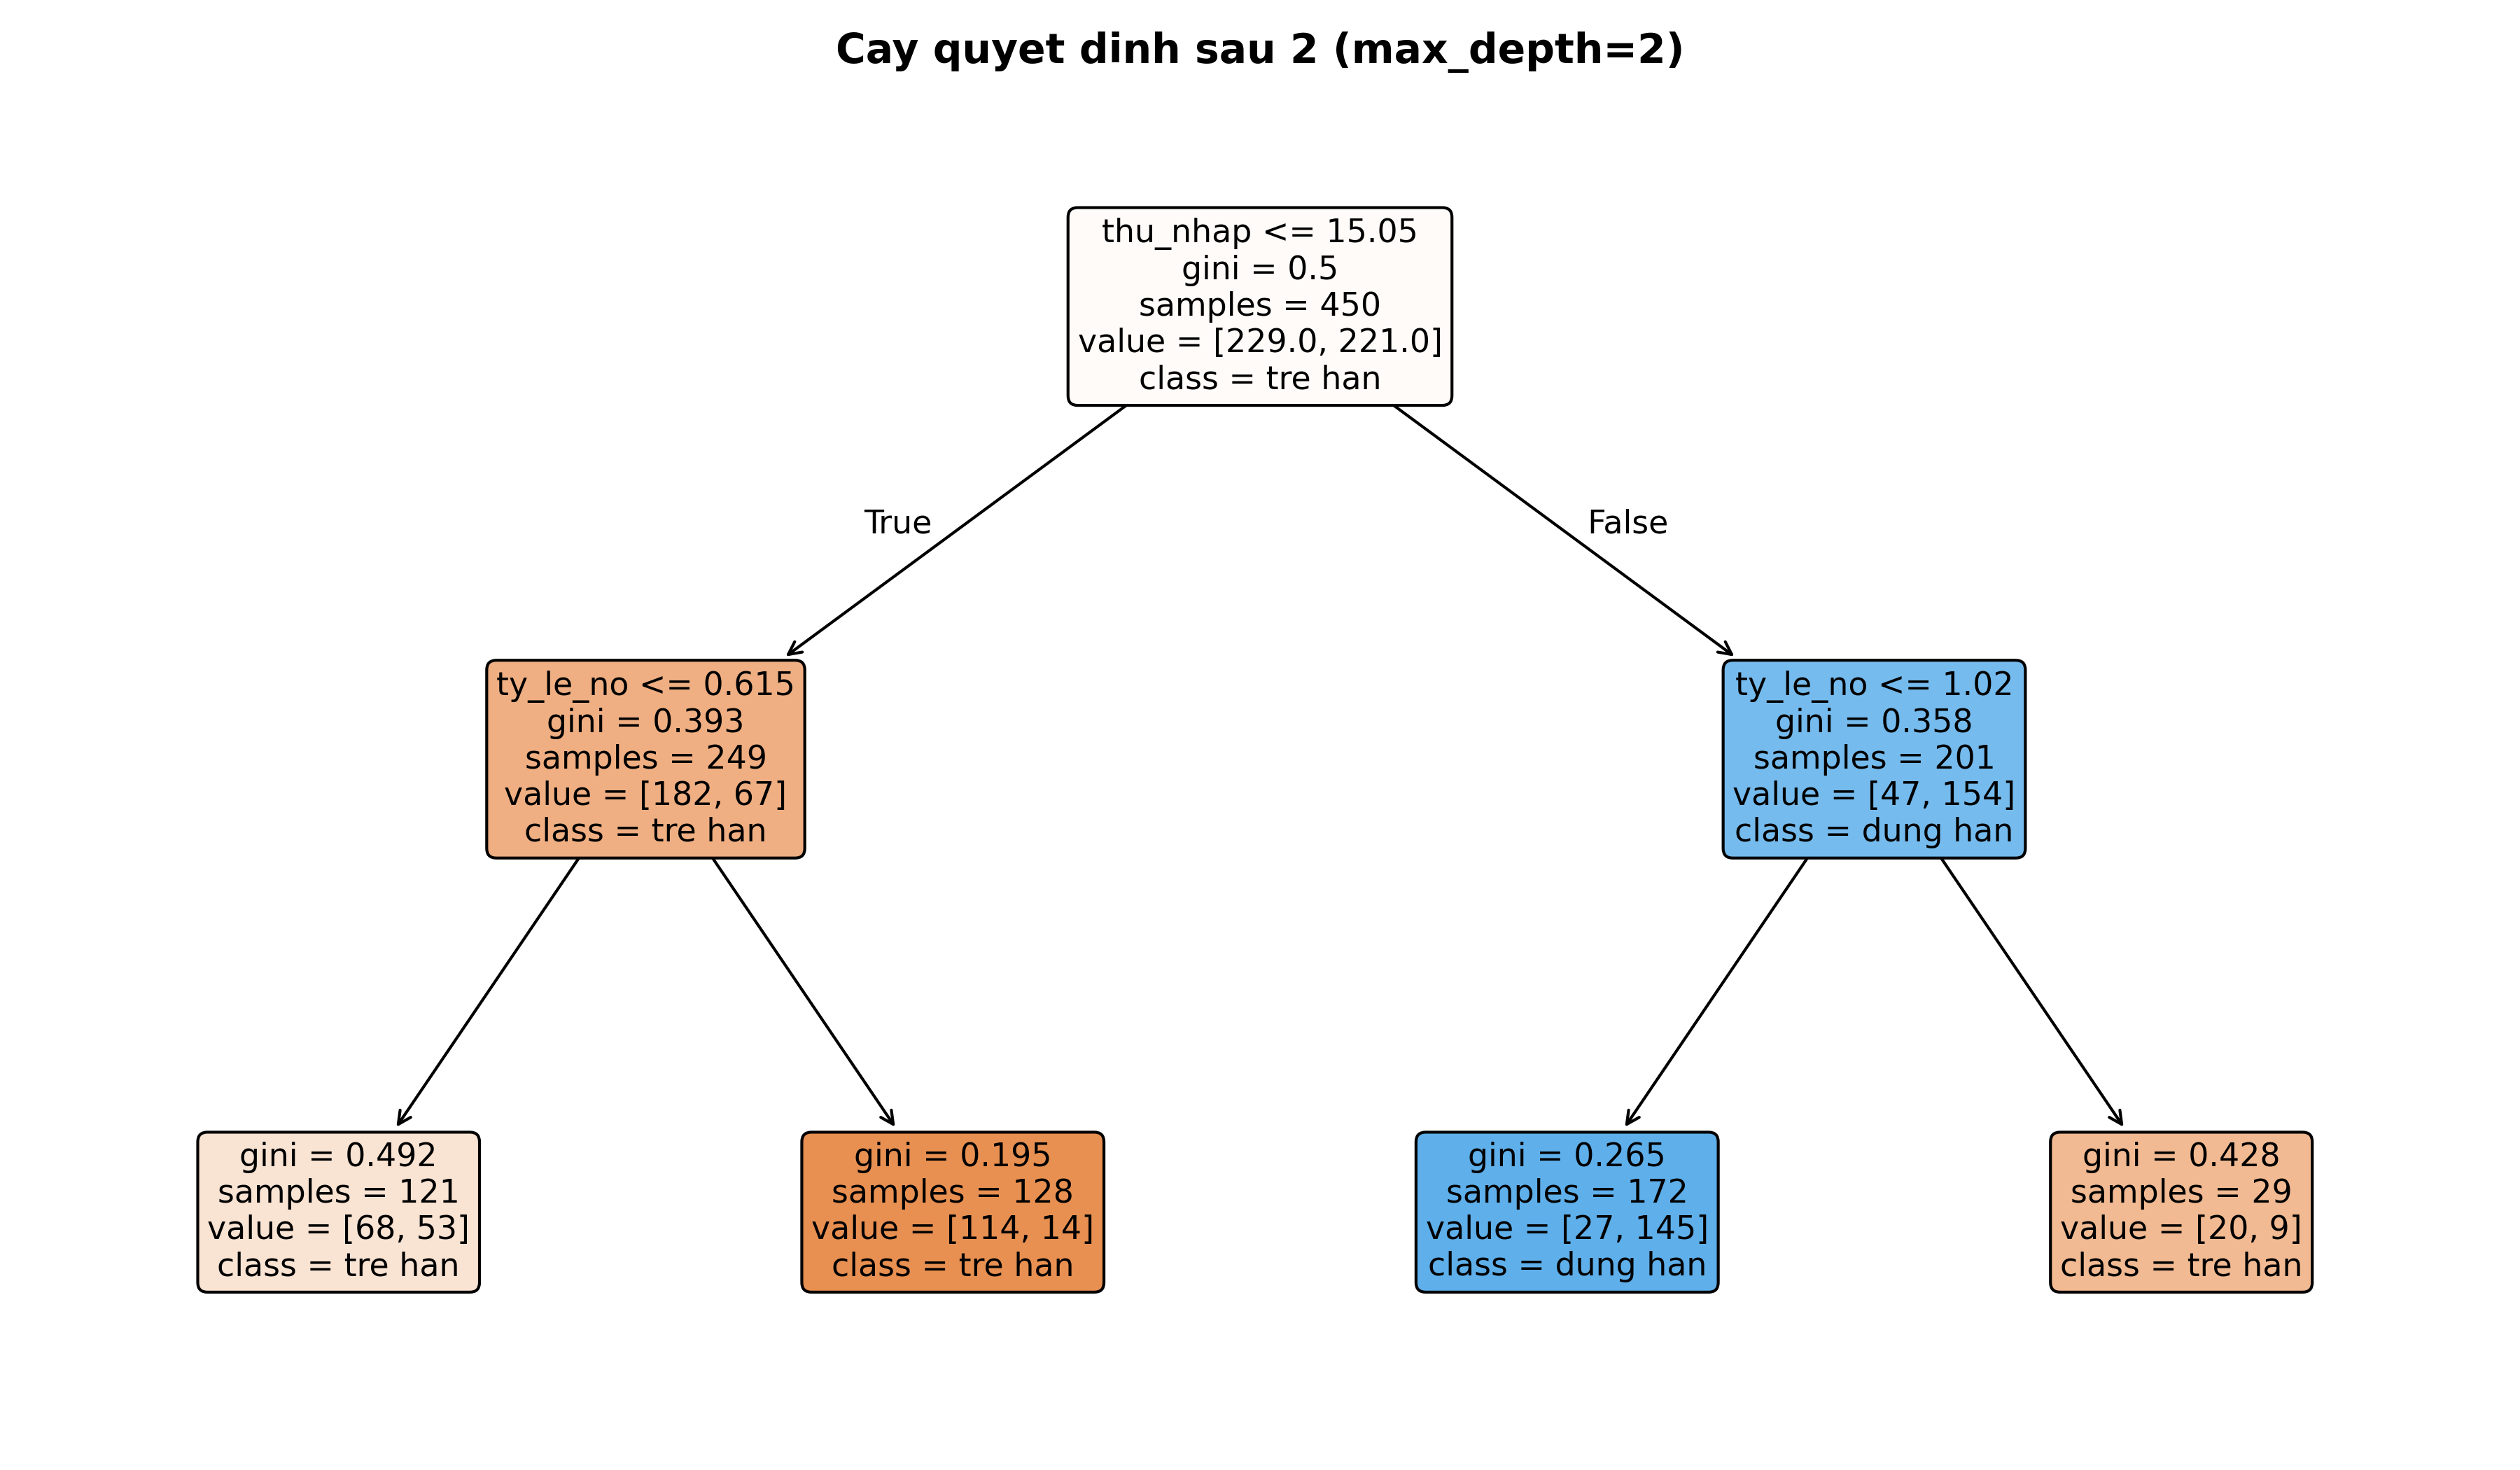 Cay quyet dinh sau 2 (max_depth=2)
thu_nhap <= 15.05
gini = 0.5
samples = 450
value = [229.0, 221.0]
class = tre han
True
False
ty_le_no <= 0.615
gini = 0.393
samples = 249
value = [182, 67]
class = tre han
ty_le_no <= 1.02
gini = 0.358
samples = 201
value = [47, 154]
class = dung han
gini = 0.492
samples = 121
value = [68, 53]
class = tre han
gini = 0.195
samples = 128
value = [114, 14]
class = tre han
gini = 0.265
samples = 172
value = [27, 145]
class = dung han
gini = 0.428
samples = 29
value = [20, 9]
class = tre han